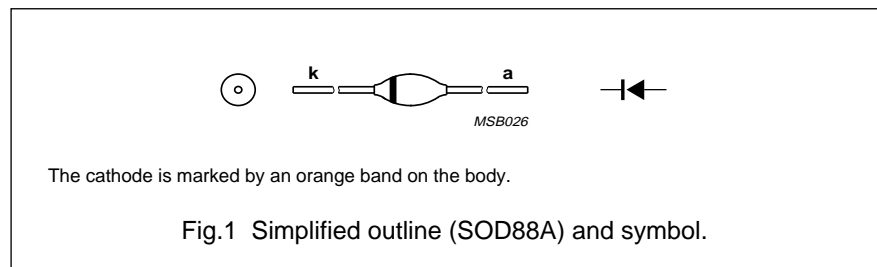 k a
MSB026
The cathode is marked by an orange band on the body.
Fig.1 Simplified outline (SOD88A) and symbol.